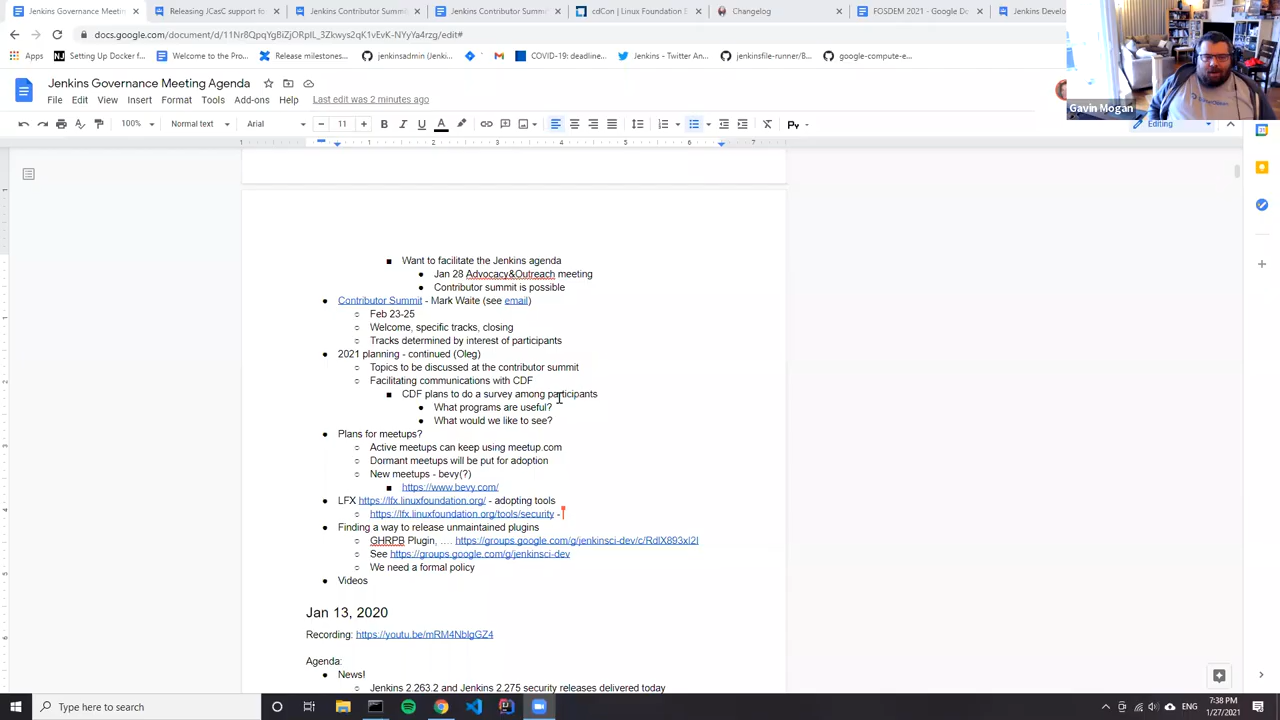 Jenkins Governance Meetin
Releasing JCasC support fo
Jenkins Contributor Summi
Jenkins Contributor Summi
cdCon | Linux Foundation E
Changelog
FOSDEM 2021 - Google Do
Jenkins Develo
docs.google.com/document/d/
/edit#
Apps
Setting Up Docker f...
Welcome to the Pro...
Release milestones...
jenkinsadmin (Jenki...
COVID-19: deadline...
Jenkins - Twitter An...
jenkinsfile-runner/B...
google-compute-e...
Jenkins Governance Meeting Agenda
Gavin Mogan
File Edit View Insert Format Tools Add-ons Help Last edit was 2 minutes ago
100% Normal text Arial 11 Editing
Want to facilitate the Jenkins agenda
Jan 28 Advocacy&Outreach meeting
Contributor summit is possible
Contributor Summit - Mark Waite (see email)
Feb 23-25
Welcome, specific tracks, closing
Tracks determined by interest of participants
2021 planning - continued (Oleg)
Topics to be discussed at the contributor summit
Facilitating communications with CDF
CDF plans to do a survey among participants
What programs are useful?
What would we like to see?
Plans for meetups?
Active meetups can keep using meetup.com
Dormant meetups will be put for adoption
New meetups - bevy(?)
https://www.bevy.com/
LFX https://lfx.linuxfoundation.org/ - adopting tools
https://lfx.linuxfoundation.org/tools/security -
Finding a way to release unmaintained plugins
GHRPB Plugin, .... https://groups.google.com/g/jenkinsci-dev/c/RdIX893xI2I
See https://groups.google.com/g/jenkinsci-dev
We need a formal policy
Videos
Jan 13, 2020
Recording: https://youtu.be/mRM4NbIgGZ4
Agenda:
News!
Jenkins 2.263.2 and Jenkins 2.275 security releases delivered today
Type here to search
ENG
7:38 PM
1/27/2021